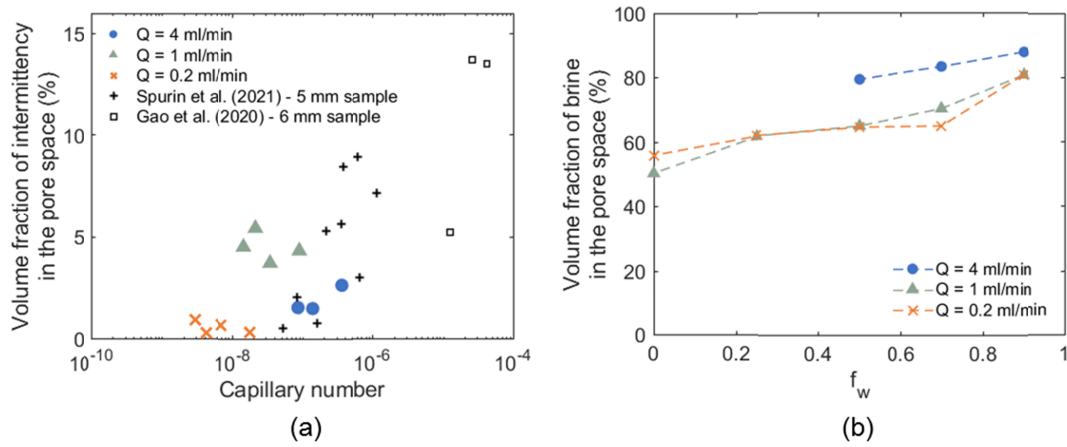 15
10
5
0
10-10
10-8
10-6
10-4
Volume fraction of intermittency
in the pore space (%)
Capillary number
Q = 4 ml/min
Q = 1 ml/min
Q = 0.2 ml/min
Spurin et al. (2021) - 5 mm sample
Gao et al. (2020) - 6 mm sample
(a)
100
80
60
40
20
0
0
0.2
0.4
0.6
0.8
1
Volume fraction of brine
in the pore space (%)
fw
Q = 4 ml/min
Q = 1 ml/min
Q = 0.2 ml/min
(b)